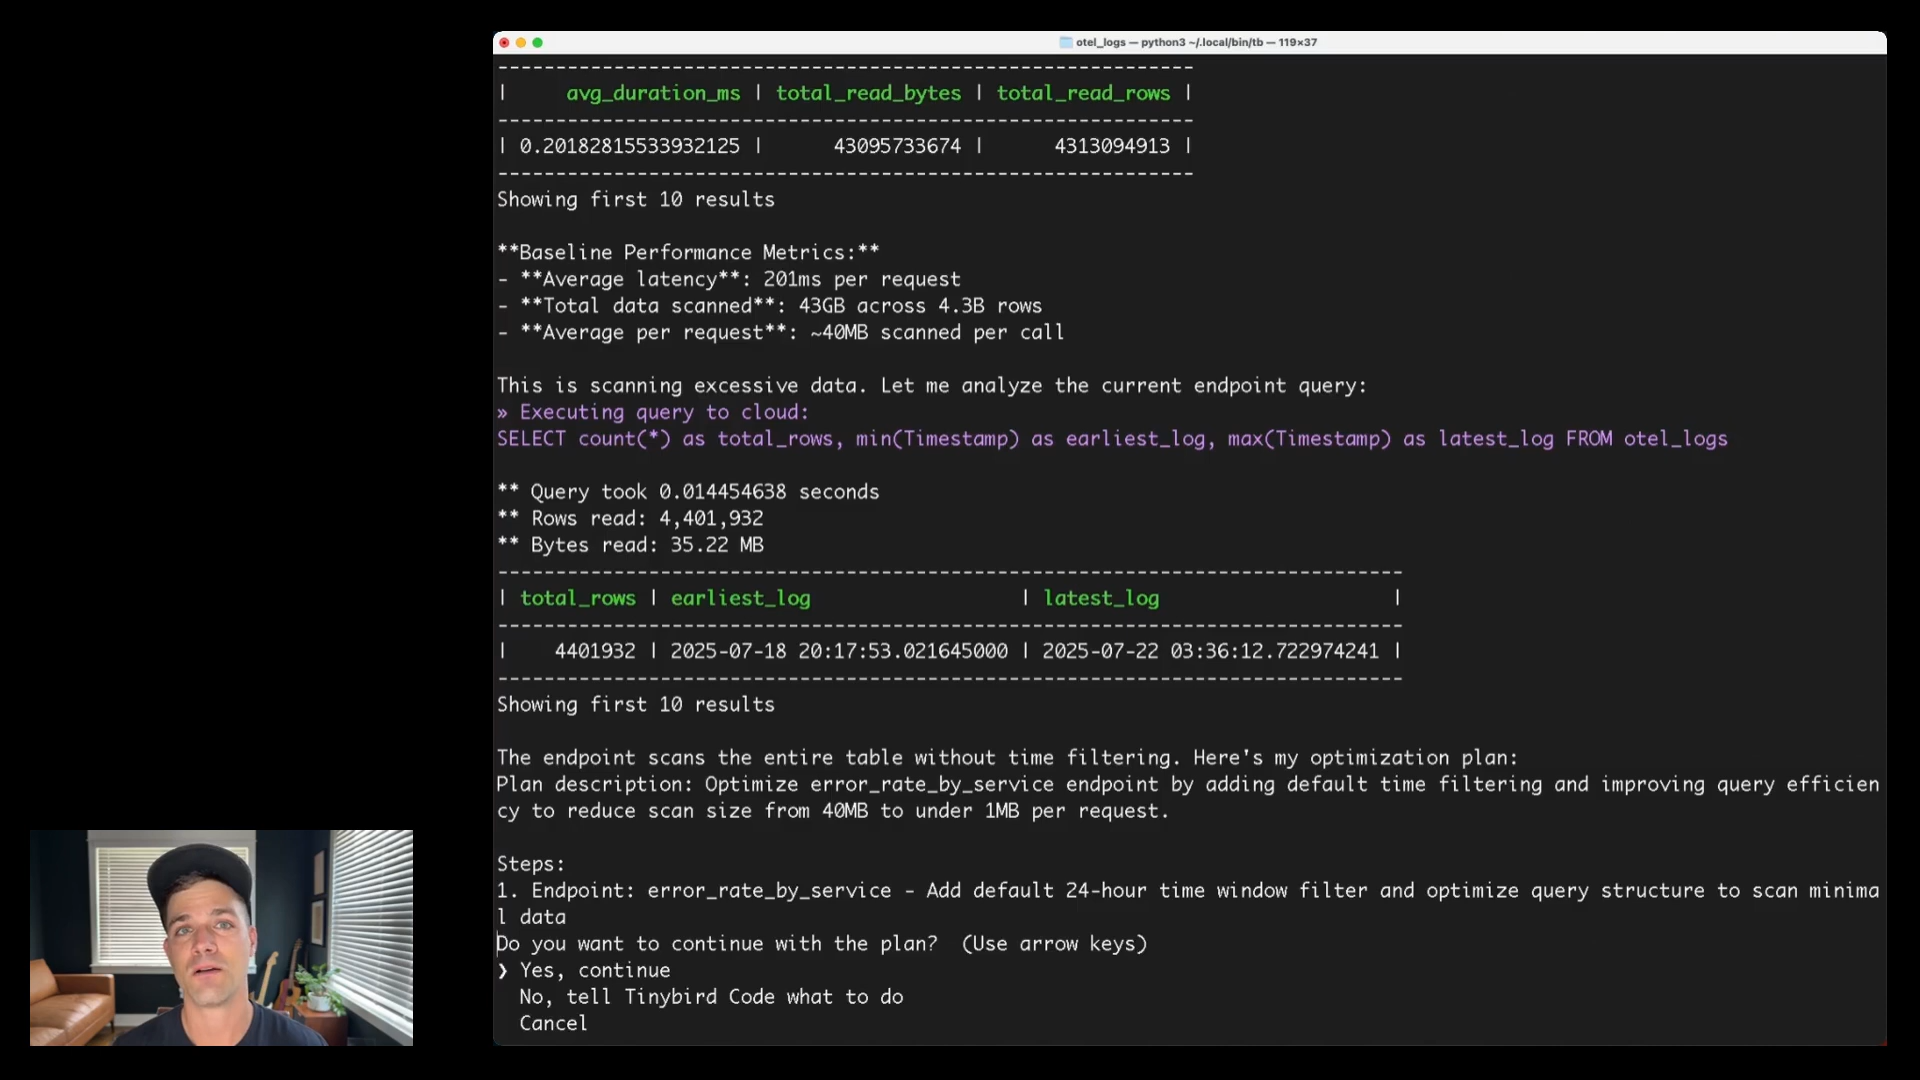 otel_logs — python3 ~/.local/bin/tb — 119×37
---------------------------------------------------------------
|     avg_duration_ms | total_read_bytes | total_read_rows |
---------------------------------------------------------------
| 0.20182815533932125 |      43095733674 |      4313094913 |
---------------------------------------------------------------
Showing first 10 results
**Baseline Performance Metrics:**
- **Average latency**: 201ms per request
- **Total data scanned**: 43GB across 4.3B rows
- **Average per request**: ~40MB scanned per call
This is scanning excessive data. Let me analyze the current endpoint query:
» Executing query to cloud:
SELECT count(*) as total_rows, min(Timestamp) as earliest_log, max(Timestamp) as latest_log FROM otel_logs
** Query took 0.014454638 seconds
** Rows read: 4,401,932
** Bytes read: 35.22 MB
------------------------------------------------------------------------------
| total_rows | earliest_log                  | latest_log                    |
------------------------------------------------------------------------------
|    4401932 | 2025-07-18 20:17:53.021645000 | 2025-07-22 03:36:12.722974241 |
------------------------------------------------------------------------------
Showing first 10 results
The endpoint scans the entire table without time filtering. Here's my optimization plan:
Plan description: Optimize error_rate_by_service endpoint by adding default time filtering and improving query efficien
cy to reduce scan size from 40MB to under 1MB per request.
Steps:
1. Endpoint: error_rate_by_service - Add default 24-hour time window filter and optimize query structure to scan minima
l data
Do you want to continue with the plan?  (Use arrow keys)
❯ Yes, continue
No, tell Tinybird Code what to do
Cancel